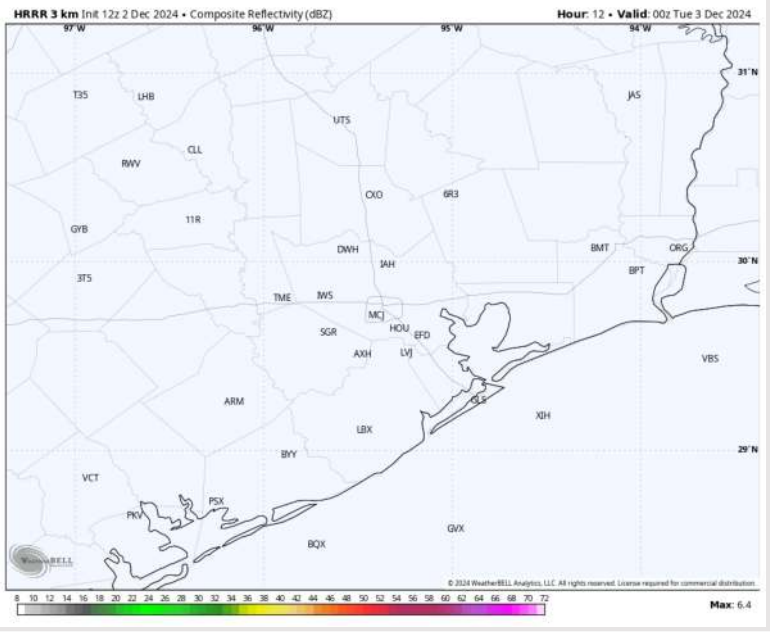 HRRR 3 km Init 12z 2 Dec 2024 • Composite Reflectivity (dBZ)
Hour: 12 • Valid: 00z Tue 3 Dec 2024
97°W 96°W 95°W 94°W
31°N
T35 LHB JAS
UTS
CLL
RWV
CXO 6R3
11R
GYB
DWH BMT ORG
IAH 30°N
3T5 BPT
TME IWS
MCJ
SGR HOU EFD
AXH LVJ
VBS
ARM GLS
XIH
LBX
BYY 29°N
VCT
PSX
PKV
GVX
BQX
WeatherBELL
© 2024 WeatherBELL Analytics, LLC. All rights reserved. License required for commercial distribution.
8 10 12 14 16 18 20 22 24 26 28 30 32 34 36 38 40 42 44 46 48 50 52 54 56 58 60 62 64 66 68 70 72
Max: 6.4